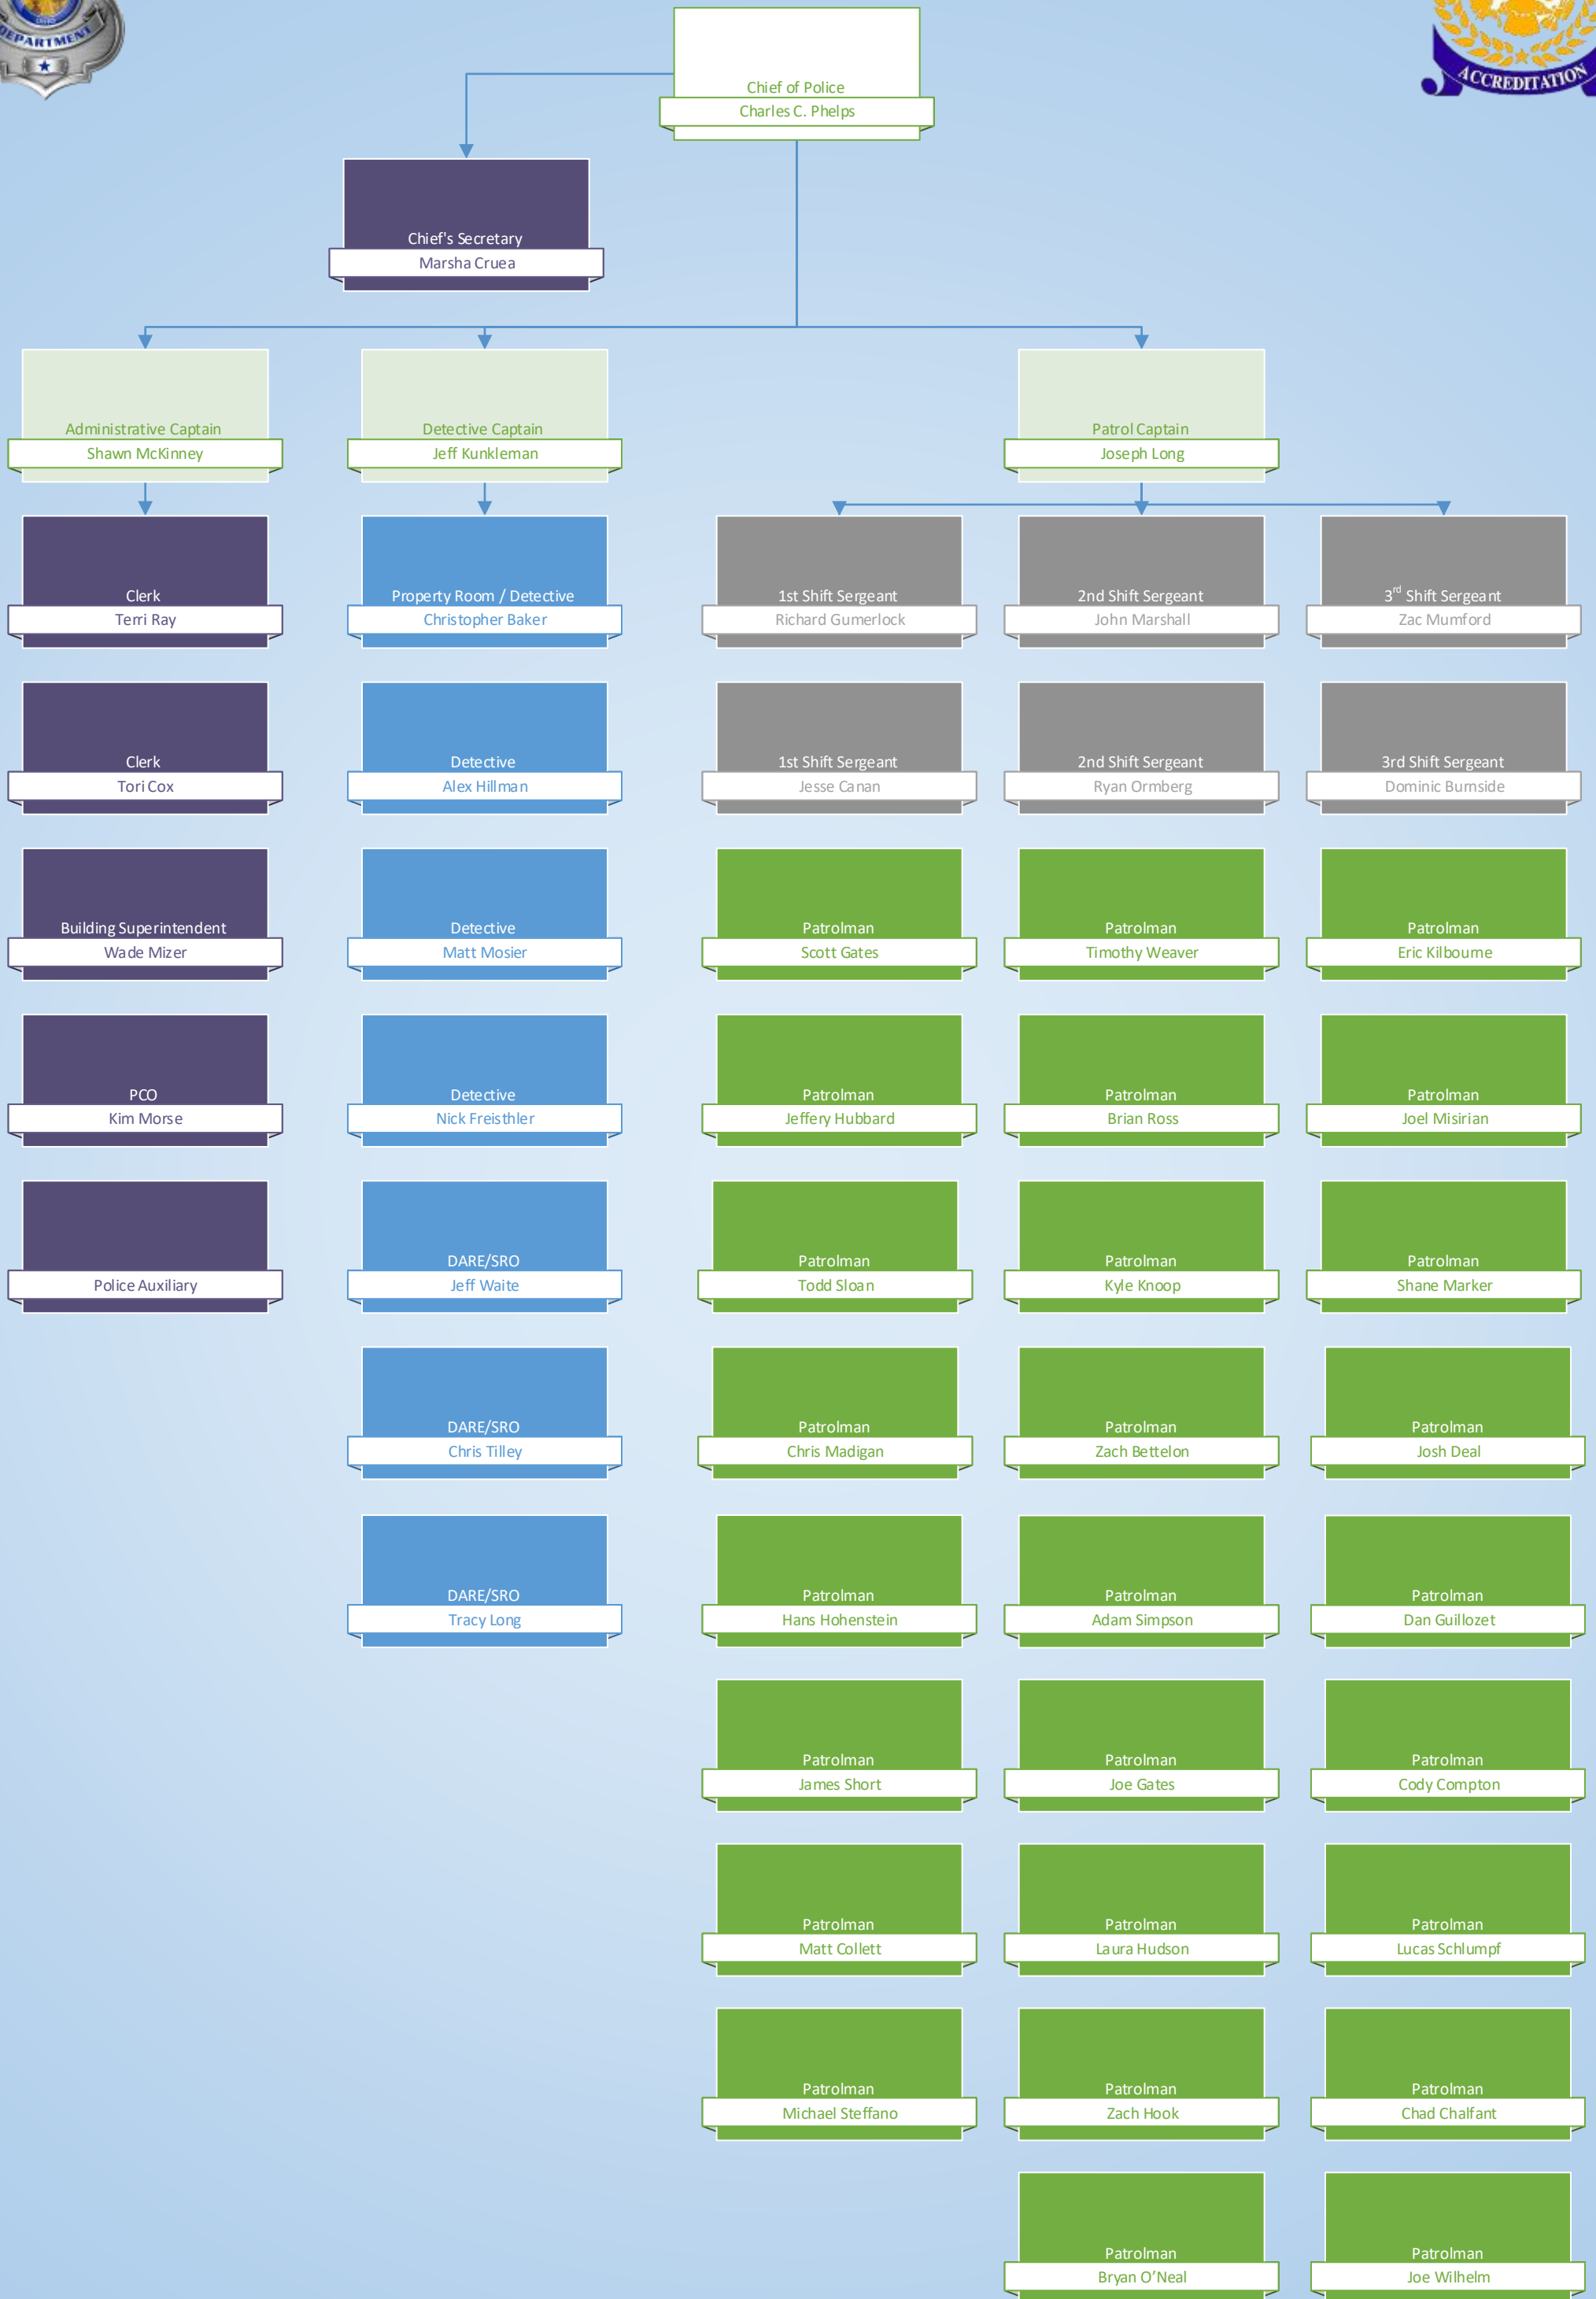 DEPARTMENT
ACCREDITATION
Chief of Police
Charles C. Phelps
Chief's Secretary
Marsha Cruea
Administrative Captain
Shawn McKinney
Detective Captain
Jeff Kunkleman
Patrol Captain
Joseph Long
Clerk
Terri Ray
Property Room / Detective
Christopher Baker
1st Shift Sergeant
Richard Gumerlock
2nd Shift Sergeant
John Marshall
3rd Shift Sergeant
Zac Mumford
Clerk
Tori Cox
Detective
Alex Hillman
1st Shift Sergeant
Jesse Canan
2nd Shift Sergeant
Ryan Ormberg
3rd Shift Sergeant
Dominic Burnside
Building Superintendent
Wade Mizer
Detective
Matt Mosier
Patrolman
Scott Gates
Patrolman
Timothy Weaver
Patrolman
Eric Kilbourne
PCO
Kim Morse
Detective
Nick Freisthler
Patrolman
Jeffery Hubbard
Patrolman
Brian Ross
Patrolman
Joel Misirian
Police Auxiliary
DARE/SRO
Jeff Waite
Patrolman
Todd Sloan
Patrolman
Kyle Knoop
Patrolman
Shane Marker
DARE/SRO
Chris Tilley
Patrolman
Chris Madigan
Patrolman
Zach Bettelon
Patrolman
Josh Deal
DARE/SRO
Tracy Long
Patrolman
Hans Hohenstein
Patrolman
Adam Simpson
Patrolman
Dan Guillozet
Patrolman
James Short
Patrolman
Joe Gates
Patrolman
Cody Compton
Patrolman
Matt Collett
Patrolman
Laura Hudson
Patrolman
Lucas Schlumpf
Patrolman
Michael Steffano
Patrolman
Zach Hook
Patrolman
Chad Chalfant
Patrolman
Bryan O’Neal
Patrolman
Joe Wilhelm